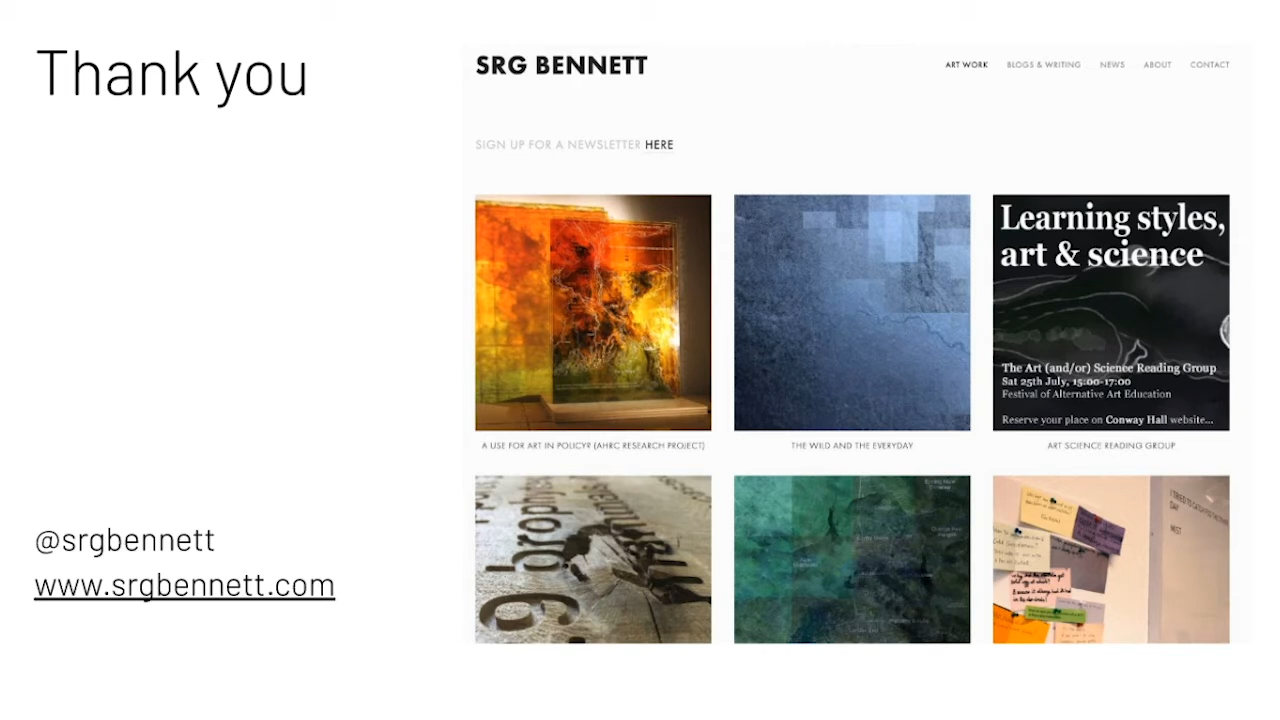 Thank you
@srgbennett
www.srgbennett.com
SRG BENNETT
ART WORK
BLOGS & WRITING
NEWS
ABOUT
CONTACT
SIGN UP FOR A NEWSLETTER HERE
Learning styles,
art & science
The Art (and/or) Science Reading Group
Sat 25th July, 15:00-17:00
Festival of Alternative Art Education
Reserve your place on Conway Hall website...
A USE FOR ART IN POLICY? (AHRC RESEARCH PROJECT)
THE WILD AND THE EVERYDAY
ART SCIENCE READING GROUP